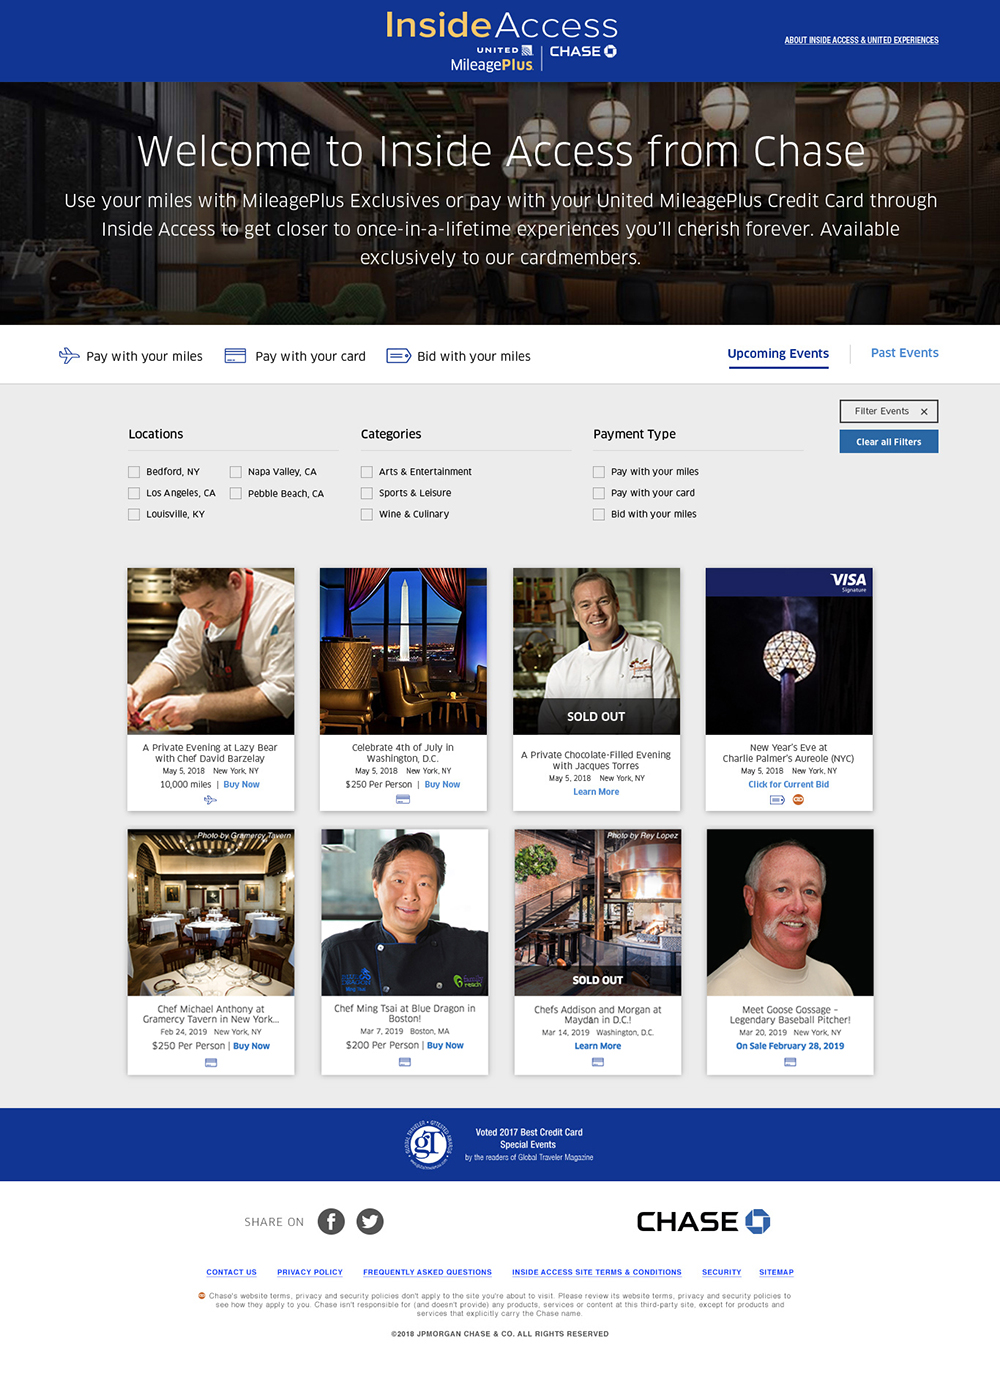 InsideAccess
UNITED
MileagePlus.
CHASE
ABOUT INSIDE ACCESS & UNITED EXPERIENCES
Welcome to Inside Access from Chase
Use your miles with MileagePlus Exclusives or pay with your United MileagePlus Credit Card through
Inside Access to get closer to once-in-a-lifetime experiences you'll cherish forever. Available
exclusively to our cardmembers.
Pay with your miles
Pay with your card
Bid with your miles
Upcoming Events
Past Events
Filter Events ×
Clear all Filters
Locations
Bedford, NY
Napa Valley, CA
Los Angeles, CA
Pebble Beach, CA
Louisville, KY
Categories
Arts & Entertainment
Sports & Leisure
Wine & Culinary
Payment Type
Pay with your miles
Pay with your card
Bid with your miles
A Private Evening at Lazy Bear
with Chef David Barzelay
May 5, 2018 New York, NY
10,000 miles | Buy Now
Celebrate 4th of July in
Washington, D.C.
May 5, 2018 New York, NY
$250 Per Person | Buy Now
SOLD OUT
A Private Chocolate-Filled Evening
with Jacques Torres
May 5, 2018 New York, NY
Learn More
VISA
Signature
New Year's Eve at
Charlie Palmer's Aureole (NYC)
May 5, 2018 New York, NY
Click for Current Bid
Photo by Gramercy Tavern
Chef Michael Anthony at
Gramercy Tavern in New York...
Feb 24, 2019 New York, NY
$250 Per Person | Buy Now
family
reach
Chef Ming Tsai at Blue Dragon in
Boston!
Mar 7, 2019 Boston, MA
$200 Per Person | Buy Now
Photo by Rey Lopez
SOLD OUT
Chefs Addison and Morgan at
Maydān in D.C.!
Mar 14, 2019 Washington, D.C.
Learn More
Meet Goose Gossage –
Legendary Baseball Pitcher!
Mar 20, 2019 New York, NY
On Sale February 28, 2019
gT
Voted 2017 Best Credit Card
Special Events
by the readers of Global Traveler Magazine
SHARE ON
CHASE
CONTACT US
PRIVACY POLICY
FREQUENTLY ASKED QUESTIONS
INSIDE ACCESS SITE TERMS & CONDITIONS
SECURITY
SITEMAP
Chase's website terms, privacy and security policies don't apply to the site you're about to visit. Please review its website terms, privacy and security policies to
see how they apply to you. Chase isn't responsible for (and doesn't provide) any products, services or content at this third-party site, except for products and
services that explicitly carry the Chase name.
©2018 JPMORGAN CHASE & CO. ALL RIGHTS RESERVED